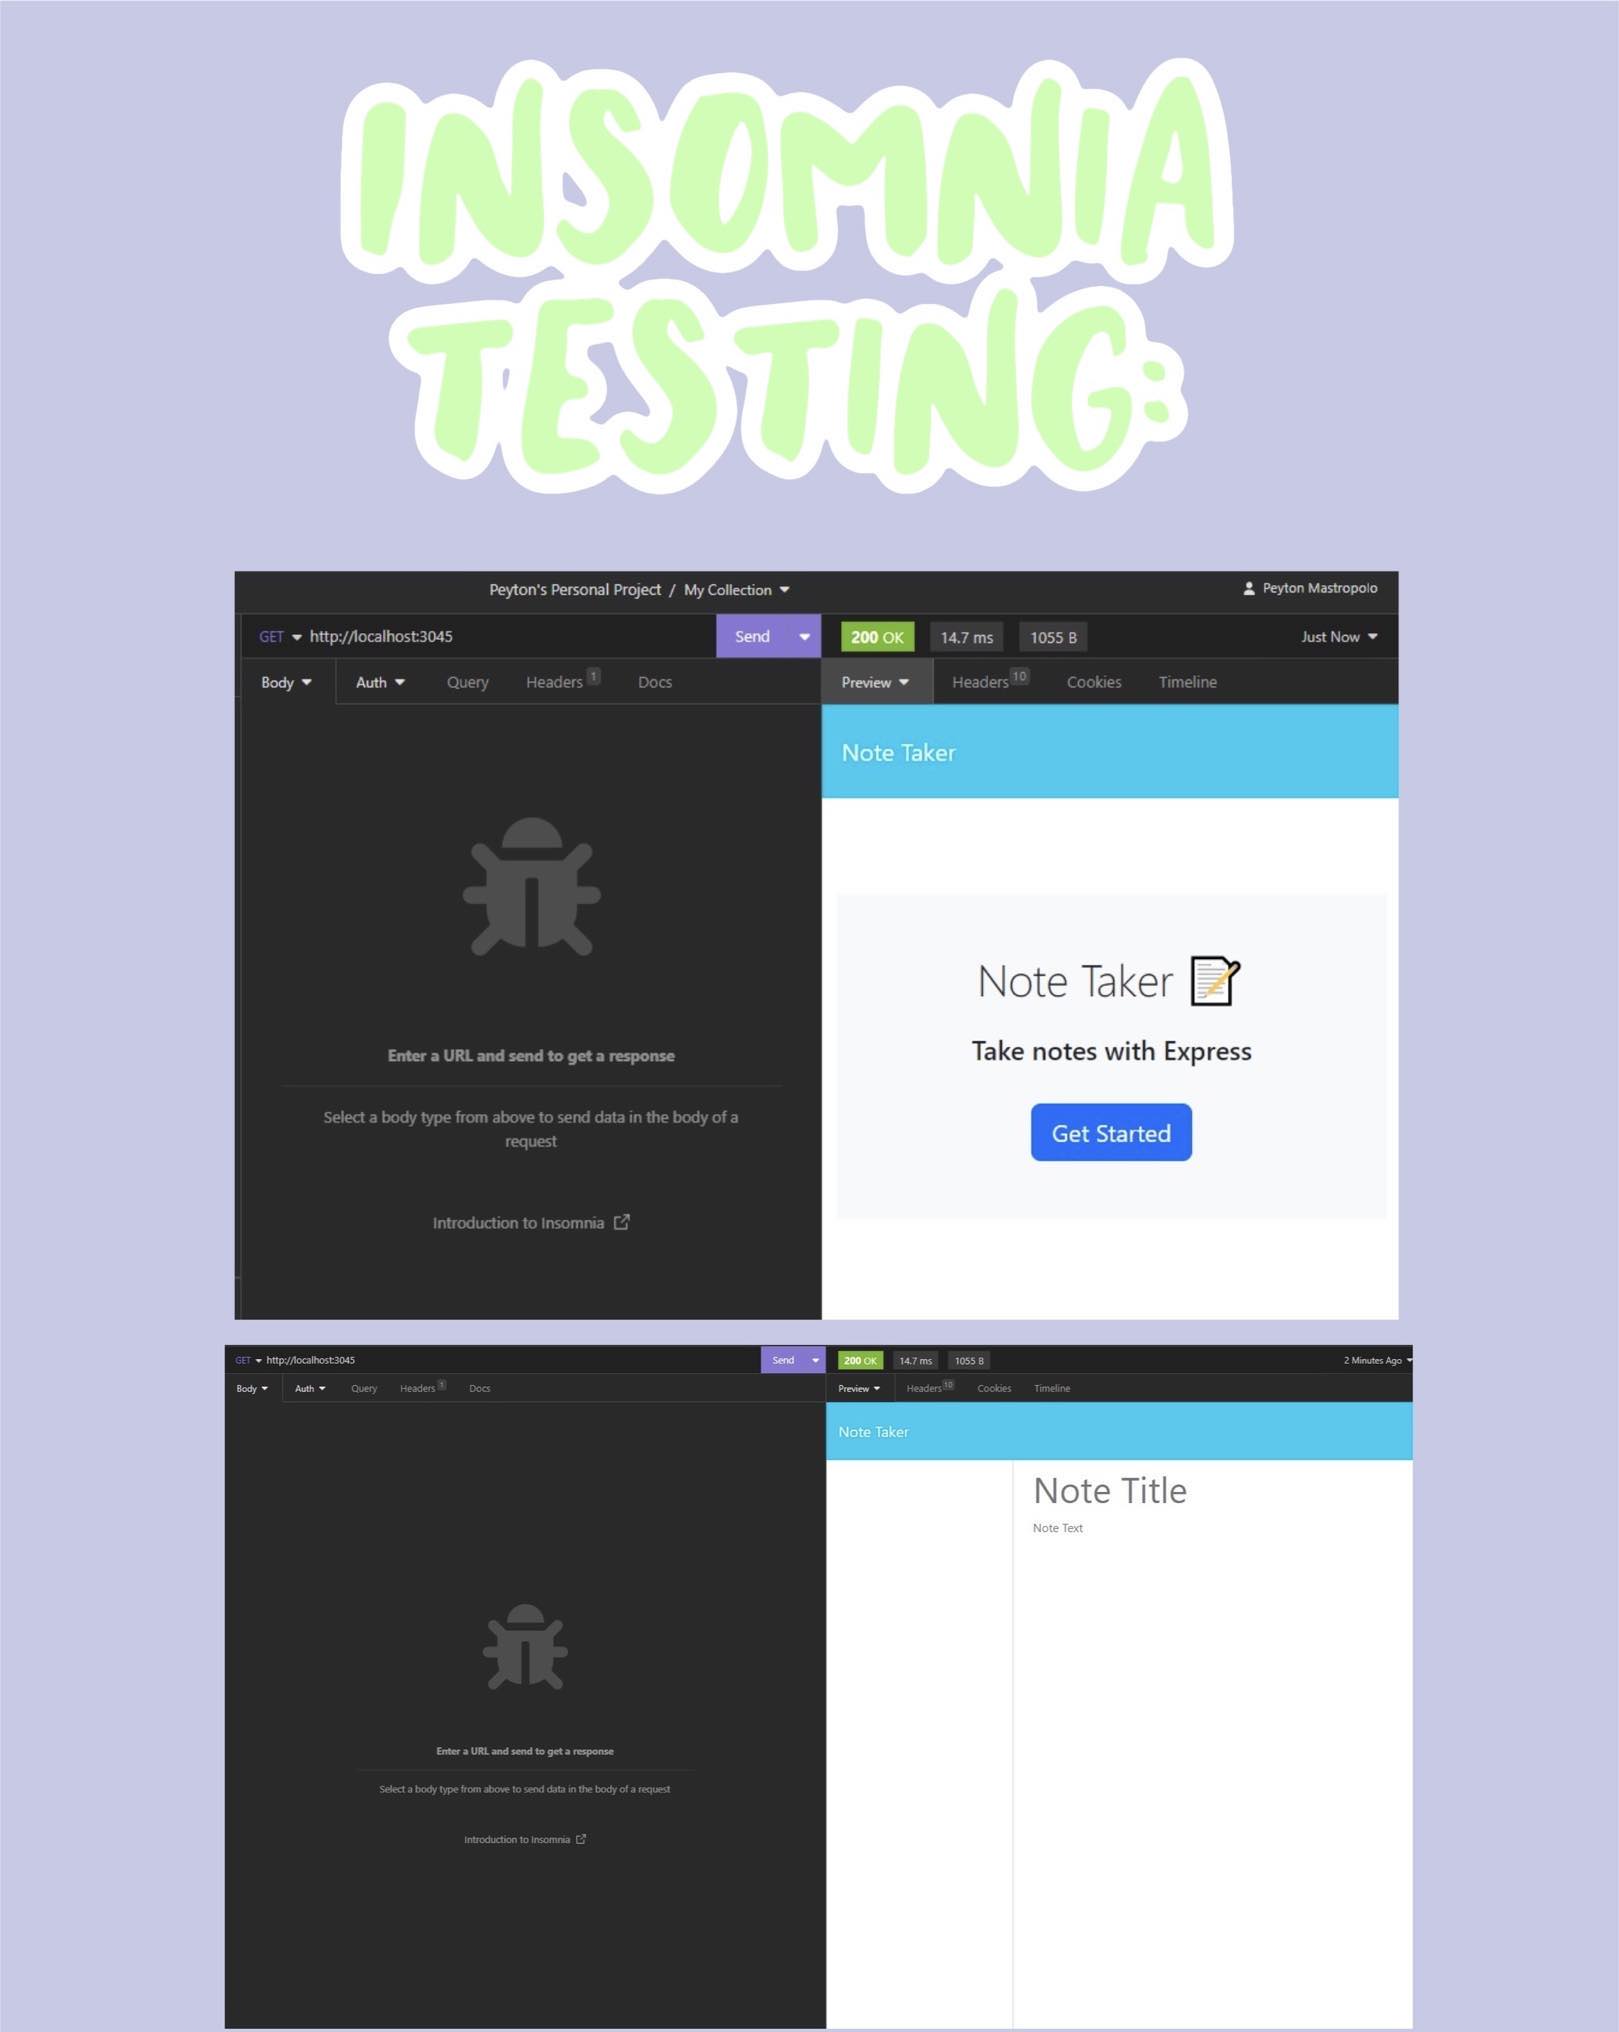 INSOMNIA
TESTING:
Peyton's Personal Project / My Collection
Peyton Mastropolo
GET http://localhost:3045 Send 200 OK 14.7 ms 1055 B Just Now
Body Auth Query Headers 1 Docs Preview Headers 10 Cookies Timeline
Note Taker
Note Taker
Take notes with Express
Get Started
Enter a URL and send to get a response
Select a body type from above to send data in the body of a
request
Introduction to Insomnia
GET http://localhost:3045 Send 200 OK 14.7 ms 1055 B 2 Minutes Ago
Body Auth Query Headers 1 Docs Preview Headers 10 Cookies Timeline
Note Taker
Note Title
Note Text
Enter a URL and send to get a response
Select a body type from above to send data in the body of a request
Introduction to Insomnia